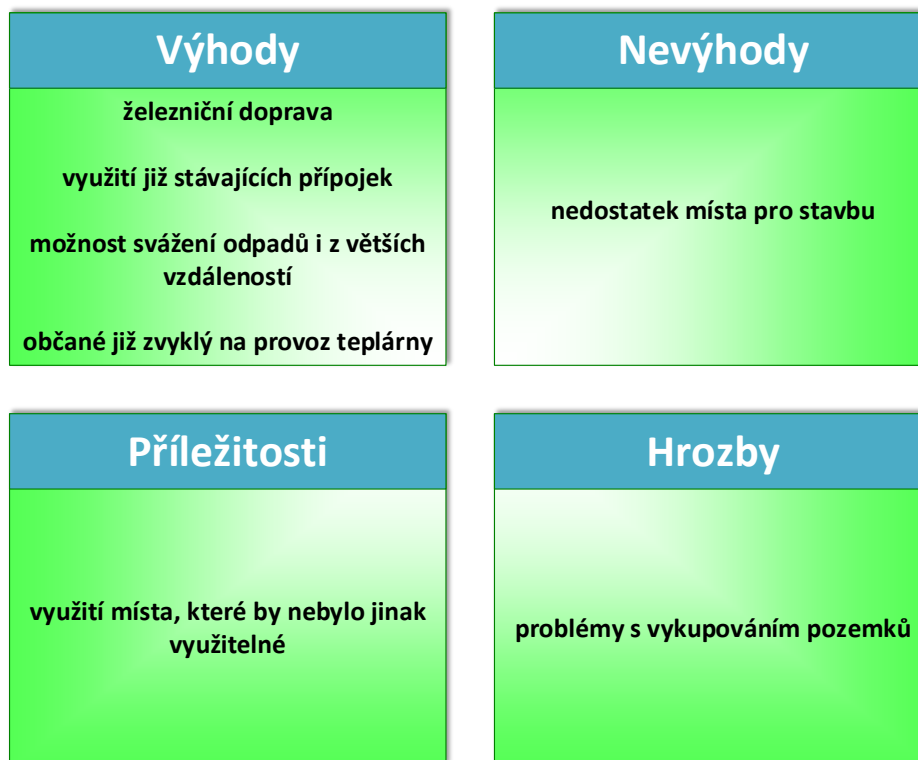 Výhody
železniční doprava
využití již stávajících přípojek
možnost svážení odpadů i z větších
vzdáleností
občané již zvyklý na provoz teplárny
Nevýhody
nedostatek místa pro stavbu
Příležitosti
využití místa, které by nebylo jinak
využitelné
Hrozby
problémy s vykupováním pozemků